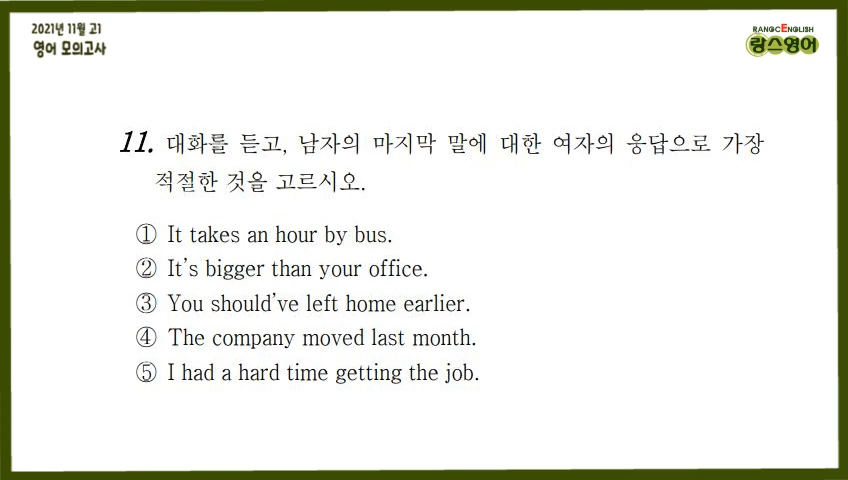 2021년 11월 고1
영어 모의고사
RANGCENGLISH
랑스영어
11. 대화를 듣고, 남자의 마지막 말에 대한 여자의 응답으로 가장
적절한 것을 고르시오.
① It takes an hour by bus.
② It's bigger than your office.
③ You should've left home earlier.
④ The company moved last month.
⑤ I had a hard time getting the job.